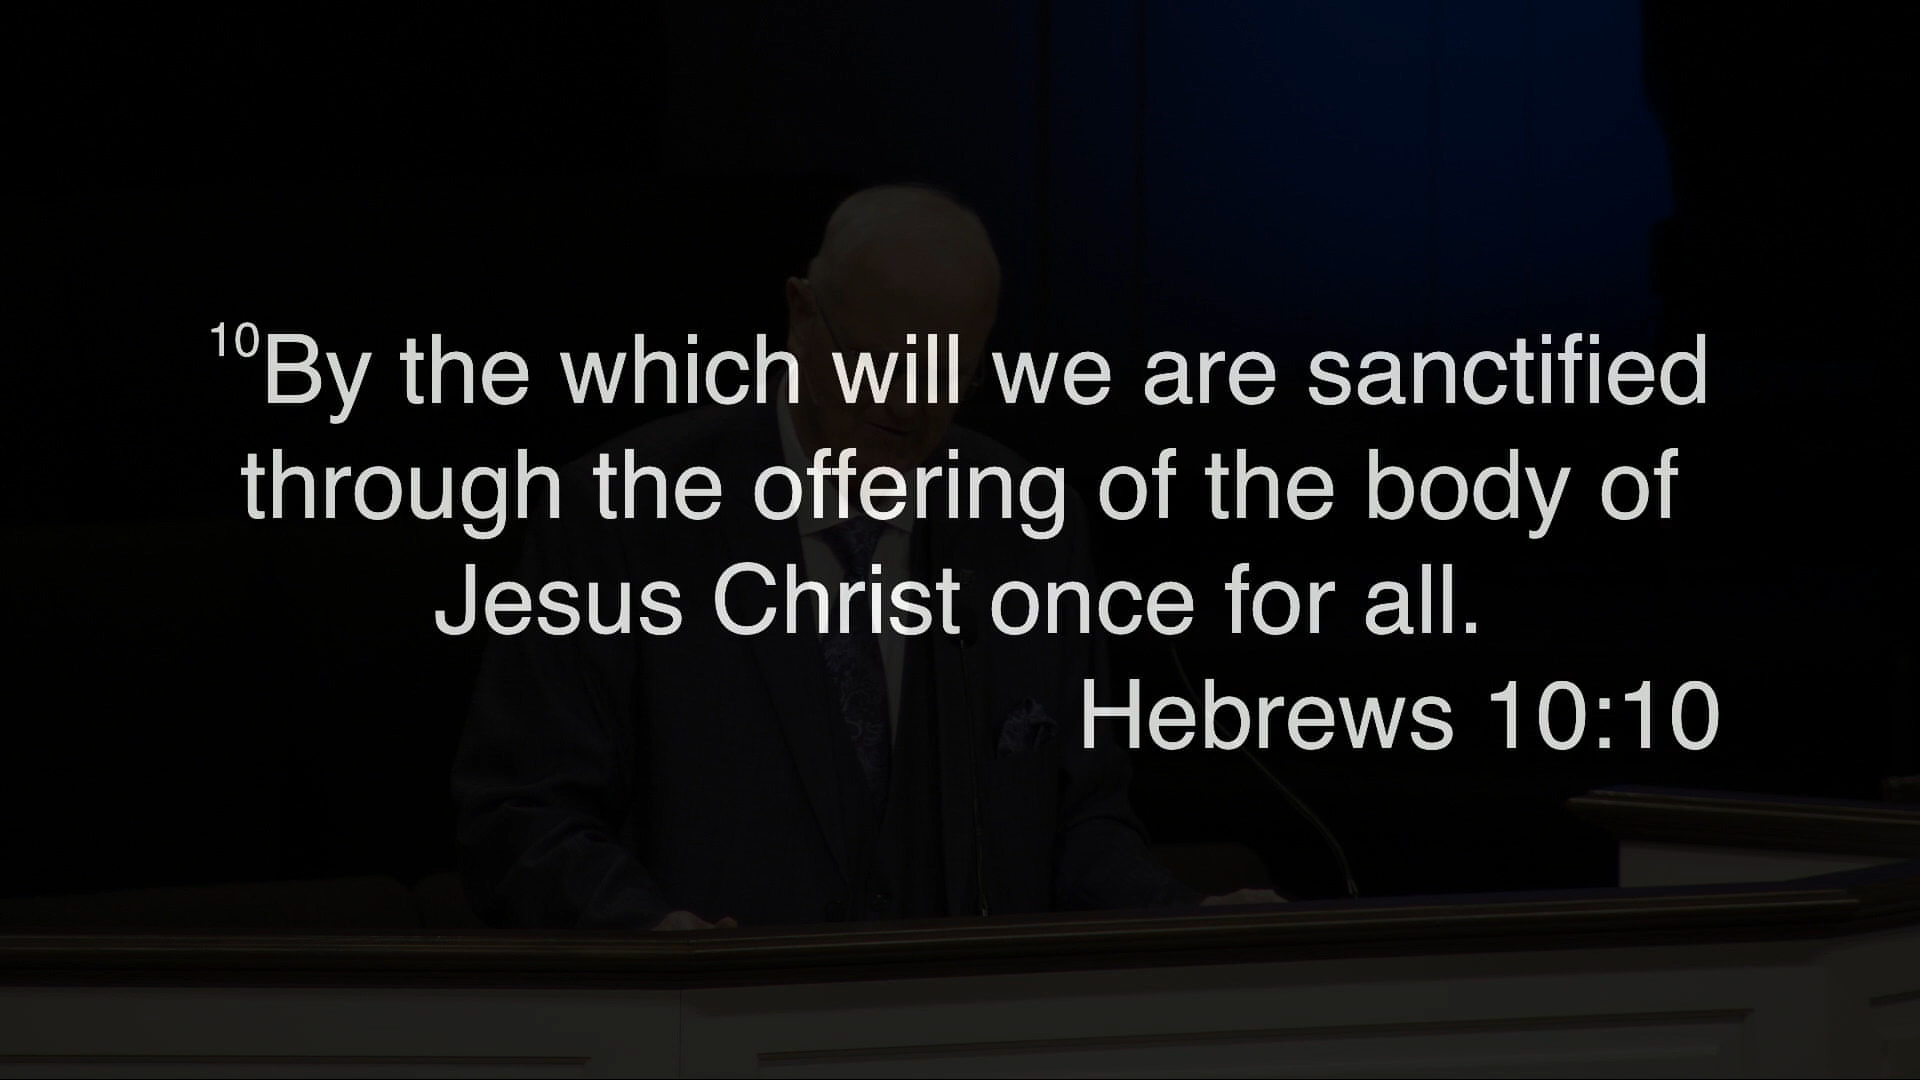 ¹⁰By the which will we are sanctified
through the offering of the body of
Jesus Christ once for all.
Hebrews 10:10